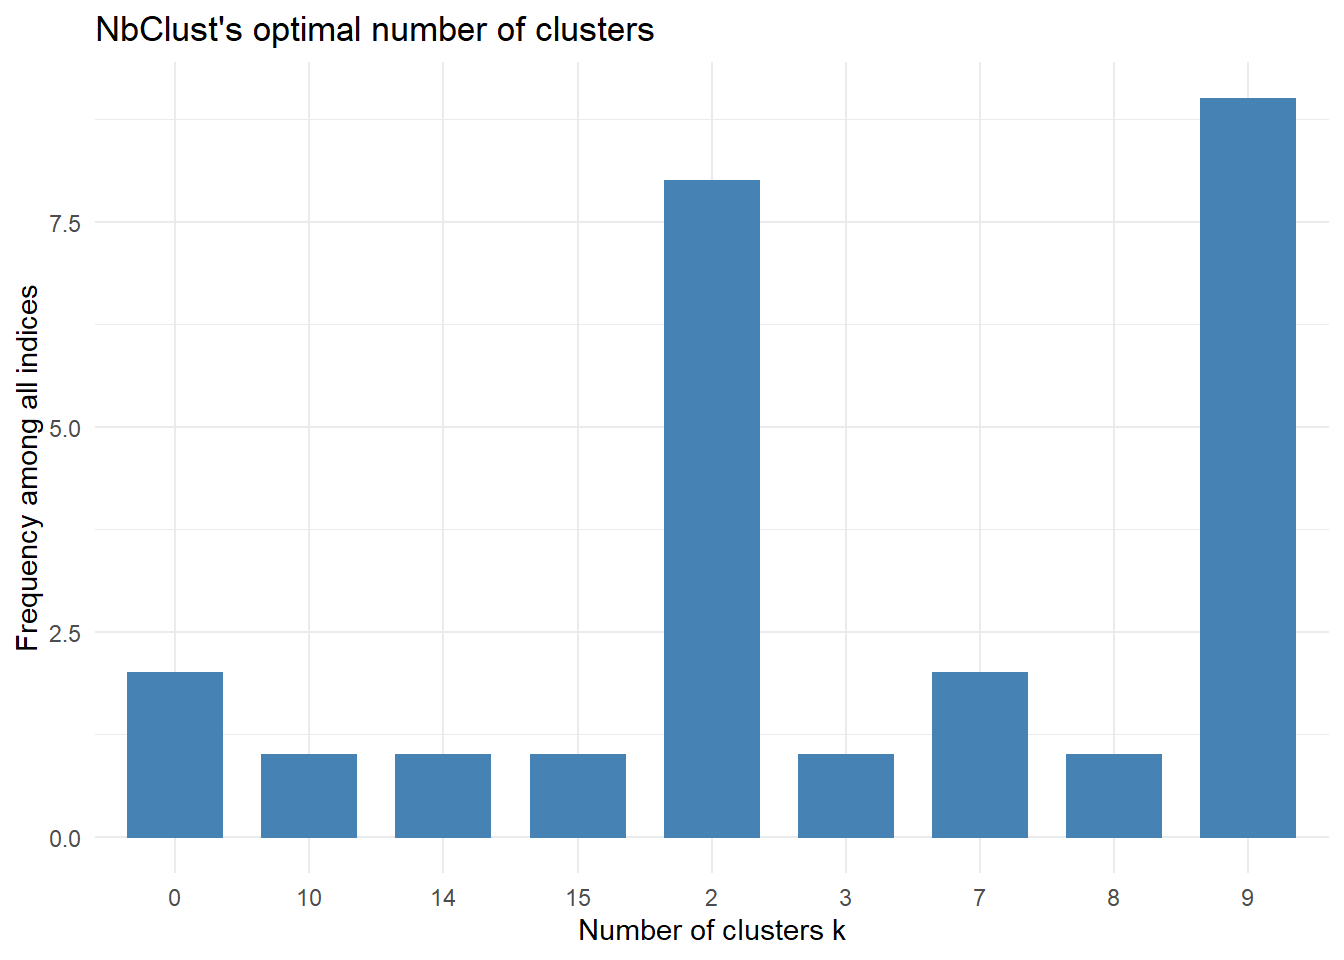 NbClust's optimal number of clusters
Frequency among all indices
7.5
5.0
2.5
0.0
0 10 14 15 2 3 7 8 9
Number of clusters k